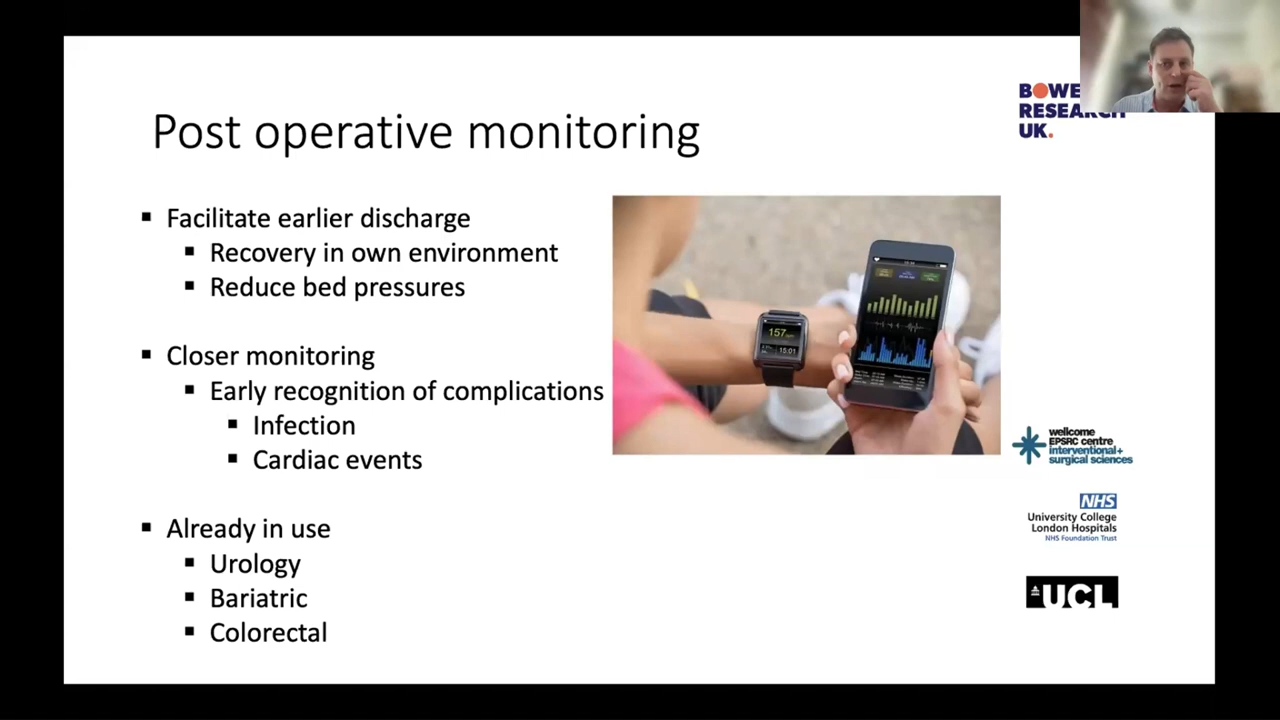 Post operative monitoring
BOWE
RESEARCH
UK.
Facilitate earlier discharge
Recovery in own environment
Reduce bed pressures
Closer monitoring
Early recognition of complications
Infection
Cardiac events
Already in use
Urology
Bariatric
Colorectal
157
15:01
wellcome
EPSRC centre
interventional+
surgical sciences
NHS
University College
London Hospitals
NHS Foundation Trust
UCL